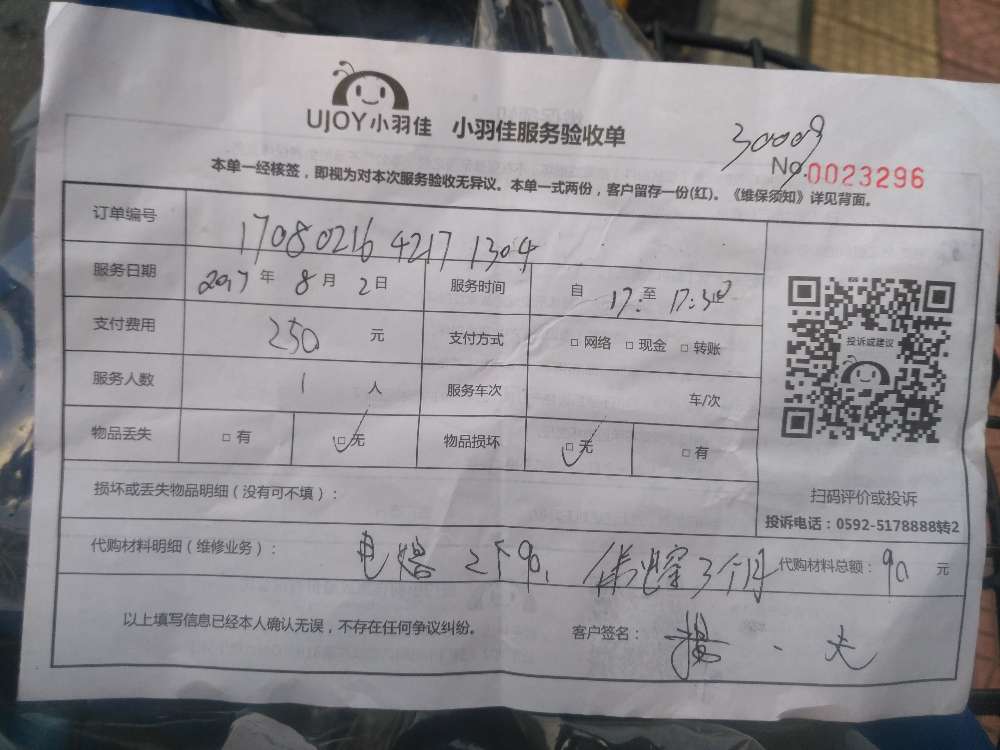 UJOY小羽佳 小羽佳服务验收单
30009
No.0023296
本单一经核签，即视为对本次服务验收无异议。本单一式两份，客户留存一份(红)。《维保须知》详见背面。
订单编号 17080216 4217 1304
服务日期 2017年 8月 2日 服务时间 自 17: 至 17:30
支付费用 250 元 支付方式 □ 网络 □ 现金 □ 转账
服务人数 1 人 服务车次 车/次
物品丢失 □ 有 □ 无 物品损坏 □ 无 □ 有
投诉或建议
扫码评价或投诉
投诉电话：0592-5178888转2
损坏或丢失物品明细（没有可不填）：
代购材料明细（维修业务）： 电 90 3个月 代购材料总额： 90 元
以上填写信息已经本人确认无误，不存在任何争议纠纷。 客户签名：